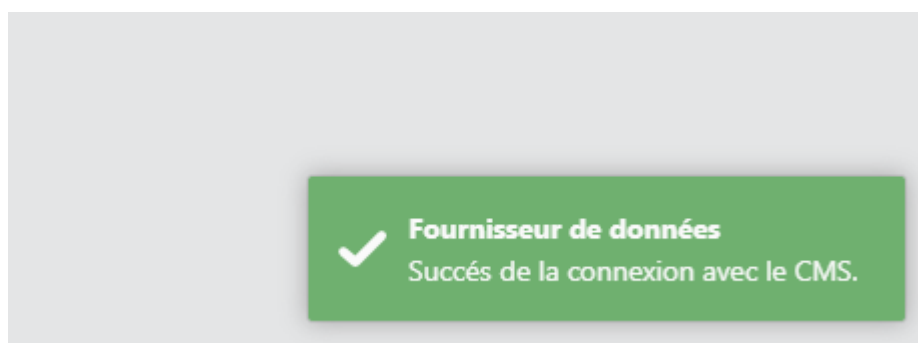 Fournisseur de données
Succés de la connexion avec le CMS.